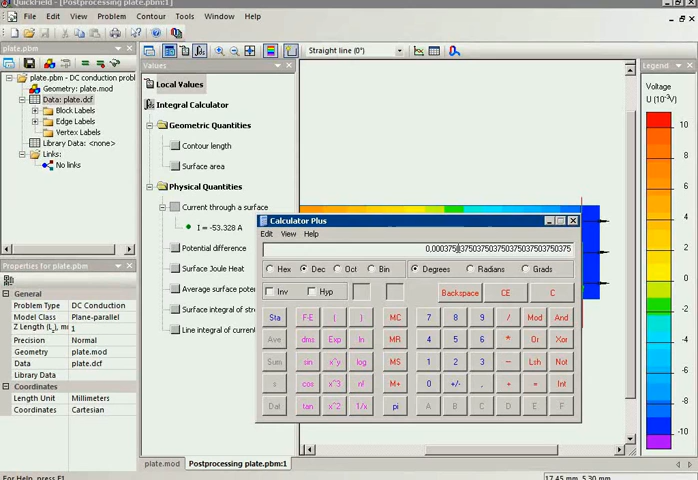 QuickField - [Postprocessing plate.pbm:1]
File Edit View Problem Contour Tools Window Help
Straight line (0°)
plate.pbm
plate.pbm - DC conduction probl
Geometry: plate.mod
Data: plate.dcf
Block Labels
Edge Labels
Vertex Labels
Library Data: <none>
Links:
No links
Properties for plate.pbm
General
Problem Type DC Conduction
Model Class Plane-parallel
Z Length (Lz), m 1
Precision Normal
Geometry plate.mod
Data plate.dcf
Library Data
Coordinates
Length Unit Millimeters
Coordinates Cartesian
Values
Local Values
Integral Calculator
Geometric Quantities
Contour length
Surface area
Physical Quantities
Current through a surface
I = -53.328 A
Potential difference
Surface Joule Heat
Average surface poter
Surface integral of stre
Line integral of current
Calculator Plus
Edit View Help
Hex Dec Oct Bin Degrees Radians Grads
Inv Hyp Backspace CE C
Sta F-E ( ) MC 7 8 9 / Mod And
Ave dms Exp ln MR 4 5 6 * Or Xor
Sum sin x^y log MS 1 2 3 - Lsh Not
s cos x^3 n! M+ 0 +/- , + = Int
Dat tan x^2 1/x pi A B C D E F
Legend
Voltage
U (10⁻³V)
10
8
6
4
2
0
-2
-4
-6
-8
-10
plate.mod Postprocessing plate.pbm:1
For Help, press F1
17.45 mm, 5.30 mm